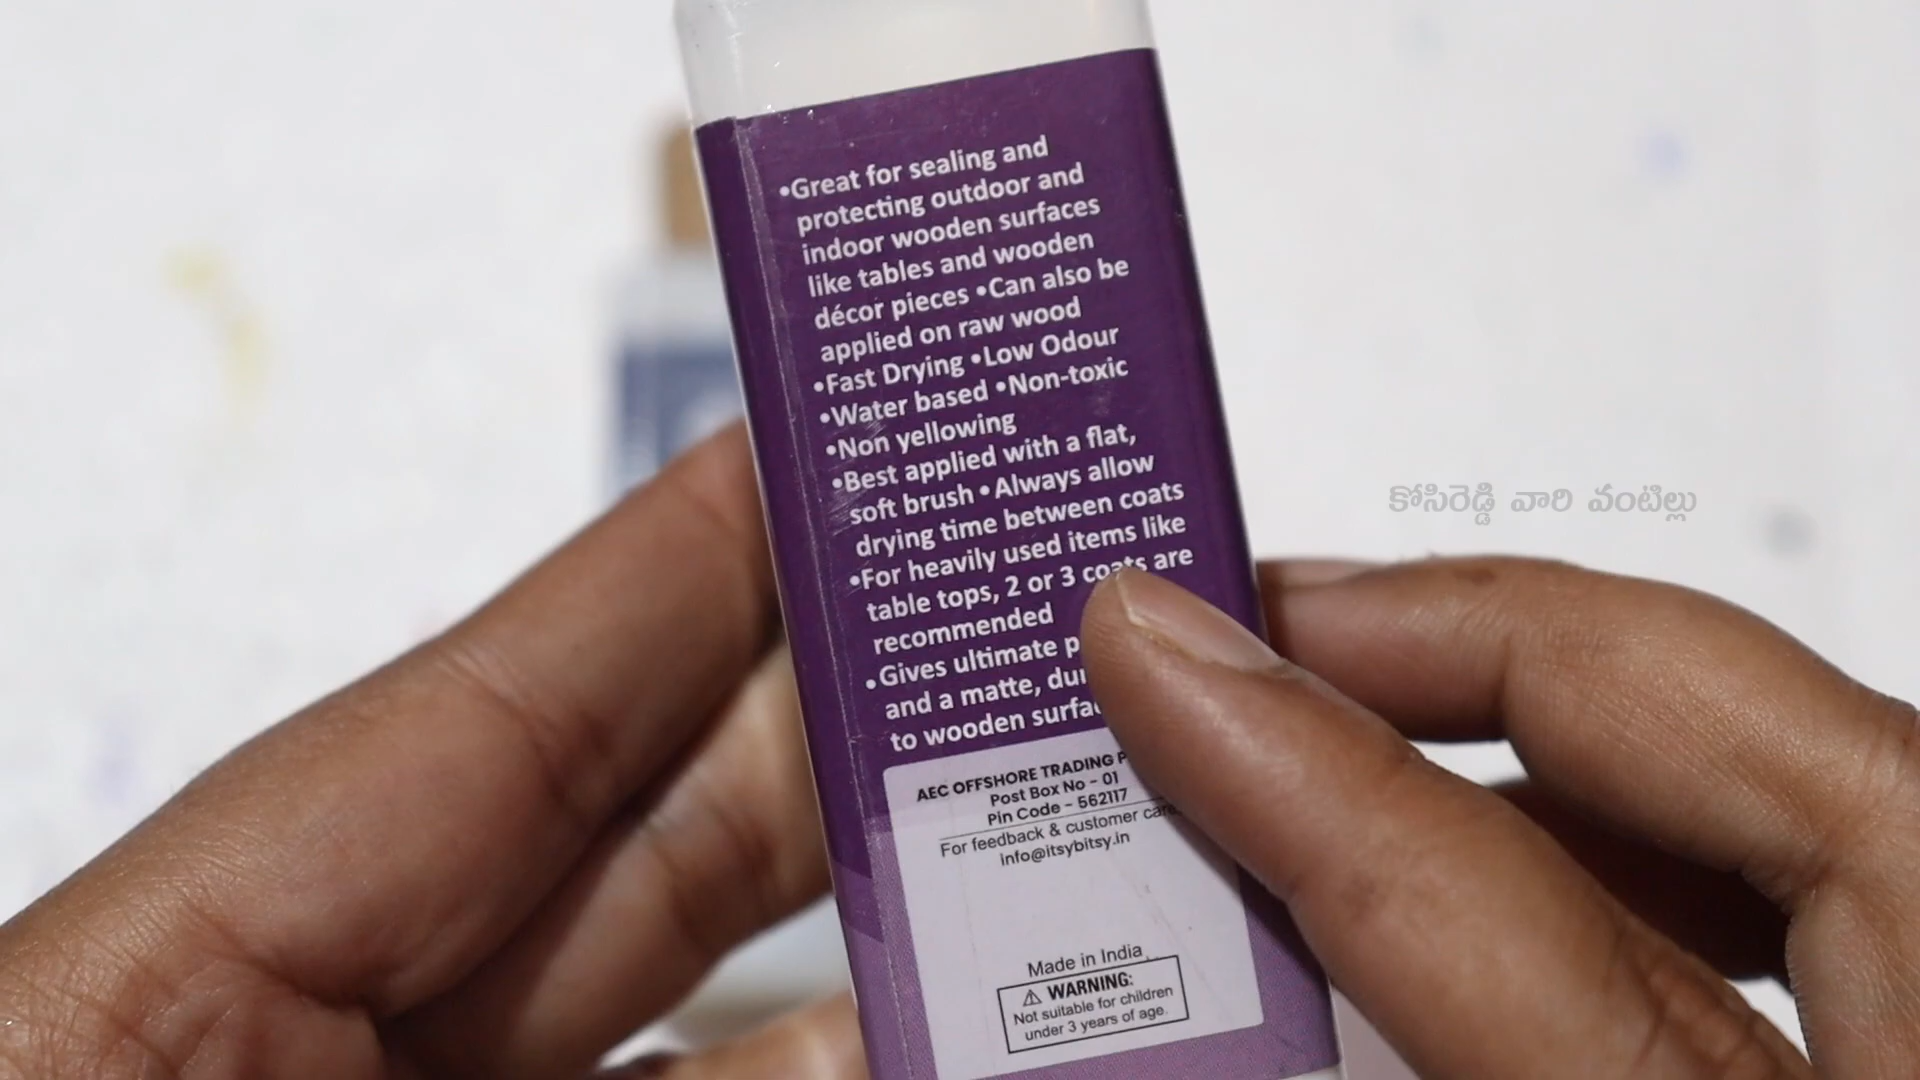 •Great for sealing and
protecting outdoor and
indoor wooden surfaces
like tables and wooden
décor pieces •Can also be
applied on raw wood
•Fast Drying •Low Odour
•Water based •Non-toxic
•Non yellowing
•Best applied with a flat,
soft brush •Always allow
drying time between coats
•For heavily used items like
table tops, 2 or 3 coats are
recommended
•Gives ultimate
and a matte,
to wooden
AEC OFFSHORE TRADING
Post Box No - 01
Pin Code - 562117
For feedback & customer care
info@itsybitsy.in
Made in India
⚠ WARNING:
Not suitable for children
under 3 years of age.
కోసిరెడ్డి వారి వంటిల్లు